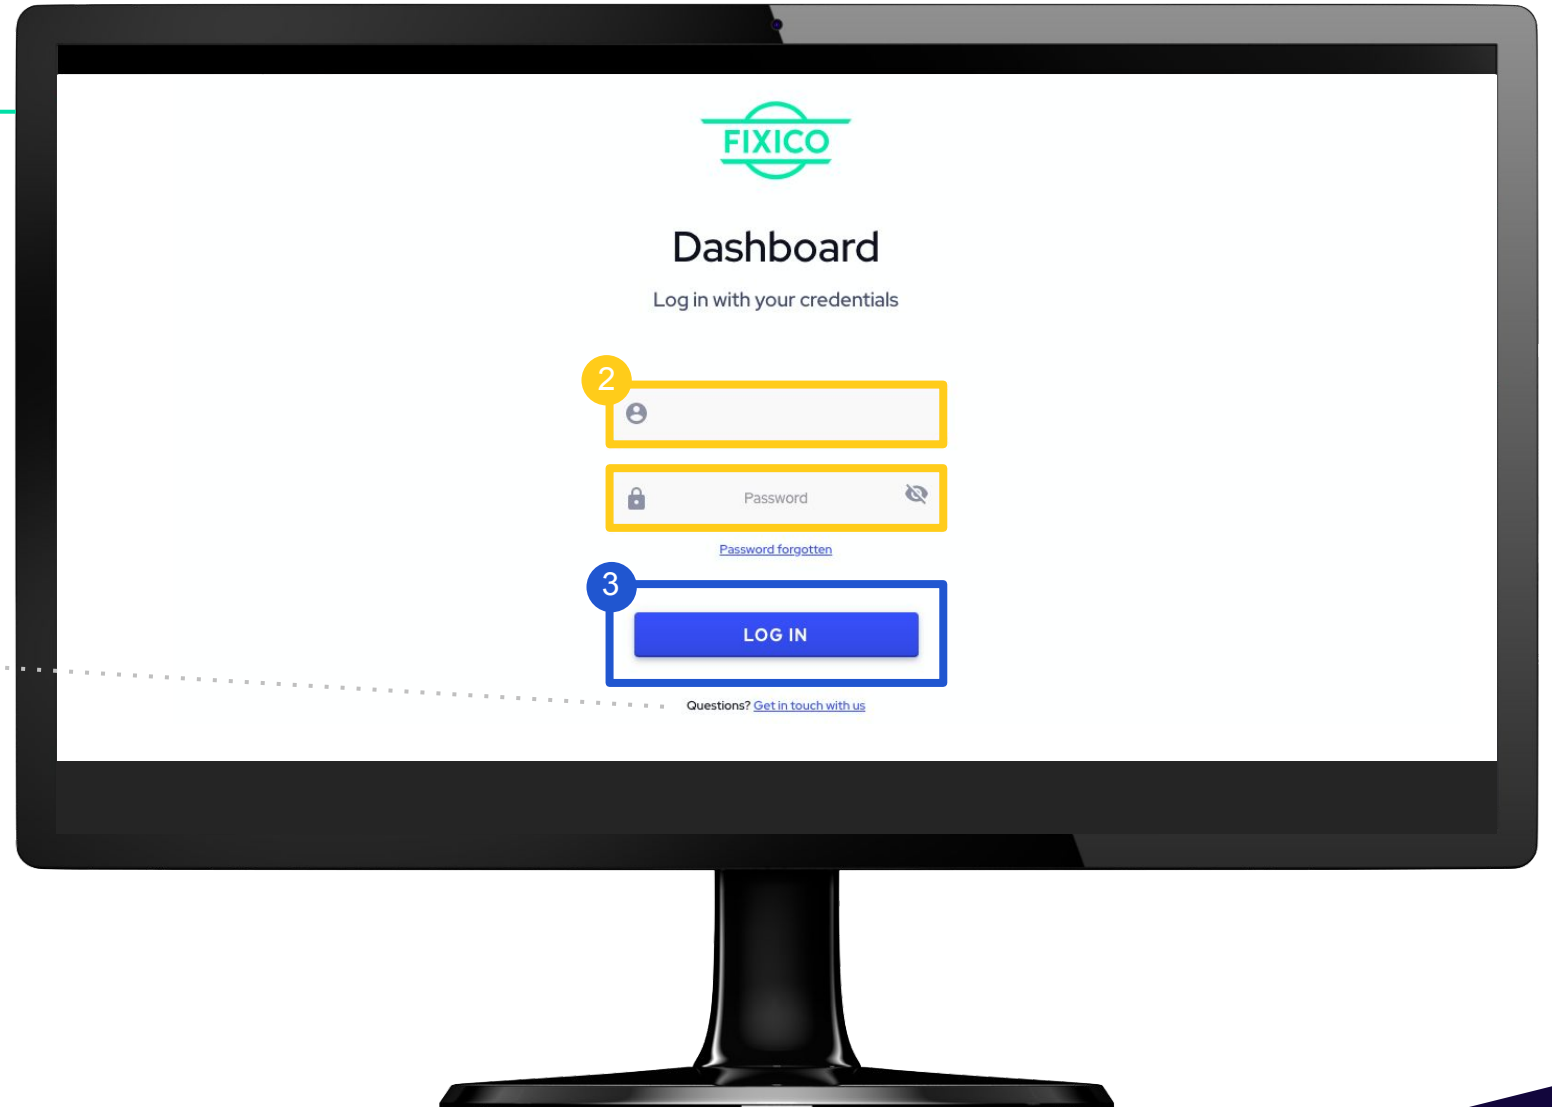 FIXICO
Dashboard
Log in with your credentials
2
Password
Password forgotten
3
LOG IN
Questions? Get in touch with us